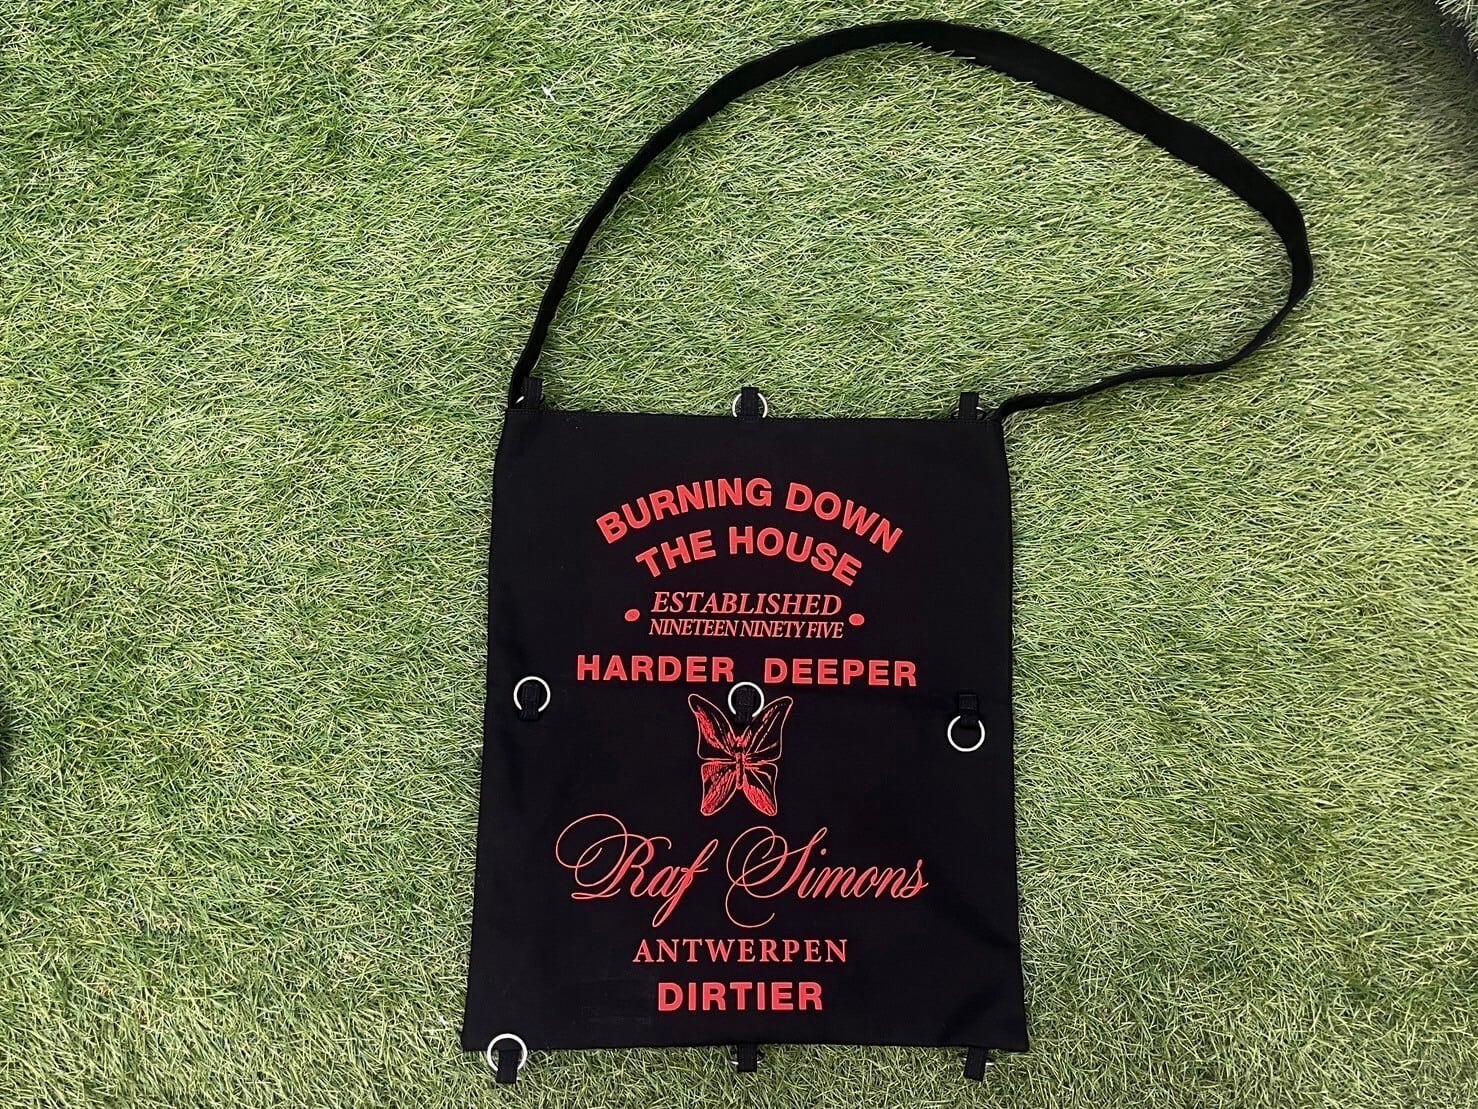 BURNING DOWN
THE HOUSE
ESTABLISHED
NINETEEN NINETY FIVE
HARDER DEEPER
Raf Simons
ANTWERPEN
DIRTIER